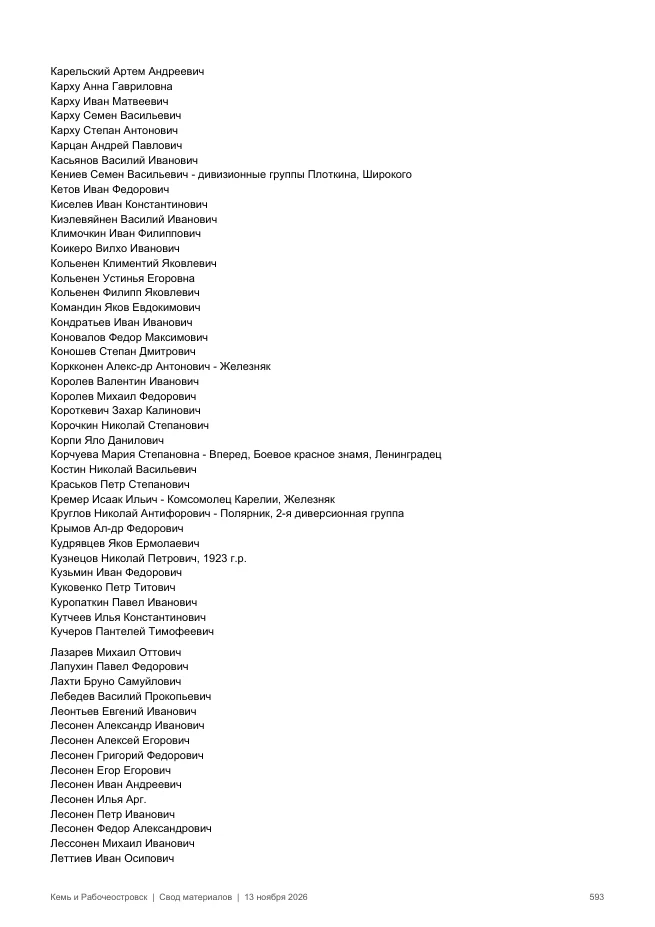 Карельский Артем Андреевич
Карху Анна Гавриловна
Карху Иван Матвеевич
Карху Семен Васильевич
Карху Степан Антонович
Карцан Андрей Павлович
Касьянов Василий Иванович
Кениев Семен Васильевич - дивизионные группы Плоткина, Широкого
Кетов Иван Федорович
Киселев Иван Константинович
Киэлевяйнен Василий Иванович
Климочкин Иван Филиппович
Коикеро Вилхо Иванович
Кольенен Климентий Яковлевич
Кольенен Устинья Егоровна
Кольенен Филипп Яковлевич
Командин Яков Евдокимович
Кондратьев Иван Иванович
Коновалов Федор Максимович
Коношев Степан Дмитрович
Коркконен Алекс-др Антонович - Железняк
Королев Валентин Иванович
Королев Михаил Федорович
Короткевич Захар Калинович
Корочкин Николай Степанович
Корпи Яло Данилович
Корчуева Мария Степановна - Вперед, Боевое красное знамя, Ленинградец
Костин Николай Васильевич
Краськов Петр Степанович
Кремер Исаак Ильич - Комсомолец Карелии, Железняк
Круглов Николай Антифорович - Полярник, 2-я диверсионная группа
Крымов Ал-др Федорович
Кудрявцев Яков Ермолаевич
Кузнецов Николай Петрович, 1923 г.р.
Кузьмин Иван Федорович
Куковенко Петр Титович
Куропаткин Павел Иванович
Кутчеев Илья Константинович
Кучеров Пантелей Тимофеевич
Лазарев Михаил Оттович
Лапухин Павел Федорович
Лахти Бруно Самуйлович
Лебедев Василий Прокопьевич
Леонтьев Евгений Иванович
Лесонен Александр Иванович
Лесонен Алексей Егорович
Лесонен Григорий Федорович
Лесонен Егор Егорович
Лесонен Иван Андреевич
Лесонен Илья Арг.
Лесонен Петр Иванович
Лесонен Федор Александрович
Лессонен Михаил Иванович
Леттиев Иван Осипович
Кемь и Рабочеостровск | Свод материалов | 13 ноября 2026 593